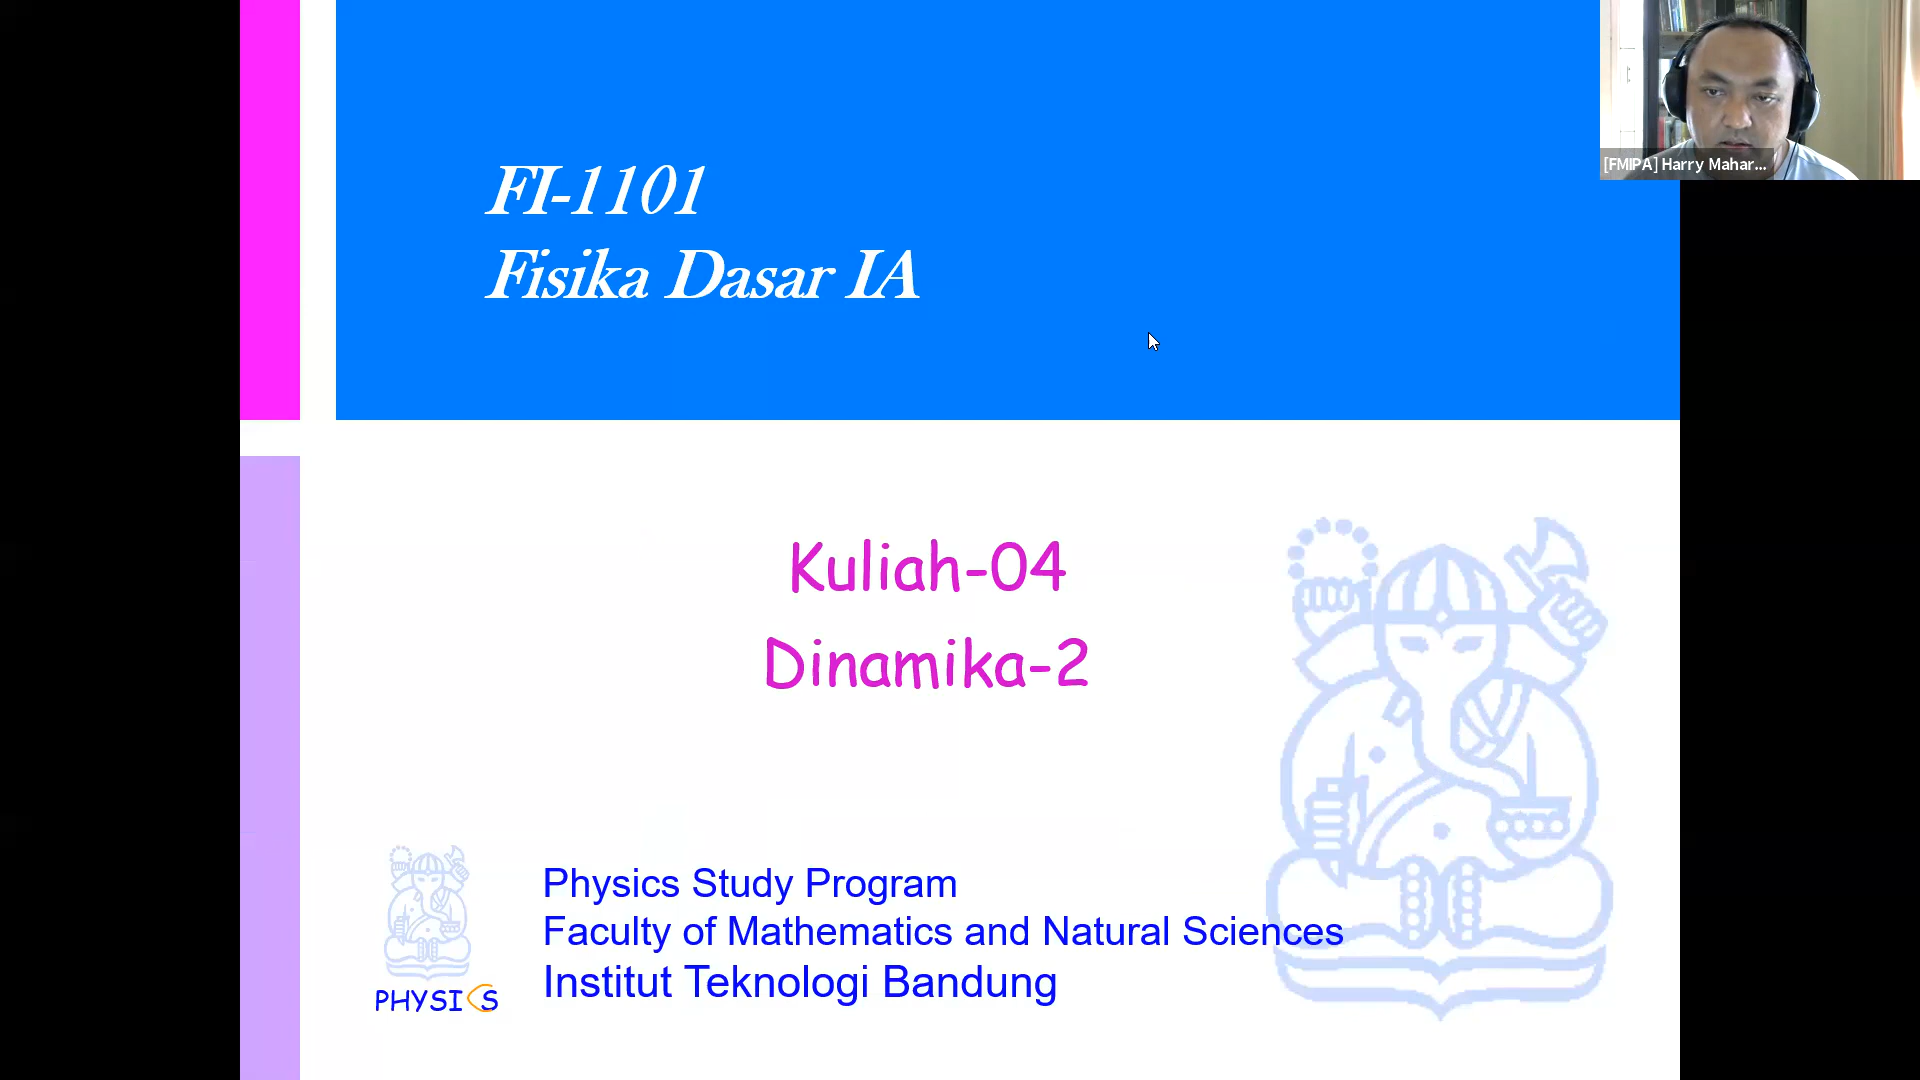 FI-1101
Fisika Dasar IA
[FMIPA] Harry Mahar...
Kuliah-04
Dinamika-2
Physics Study Program
Faculty of Mathematics and Natural Sciences
Institut Teknologi Bandung
PHYSICS